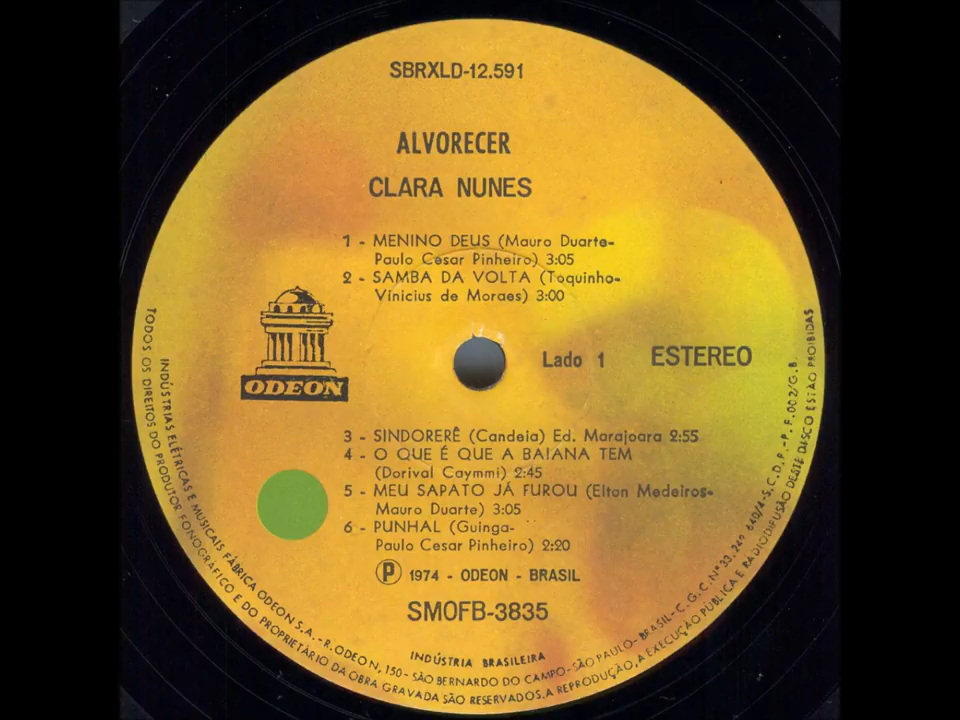 SBRXLD-12.591
ALVORECER
CLARA NUNES
1 - MENINO DEUS (Mauro Duarte-
Paulo Cesar Pinheiro) 3:05
2 - SAMBA DA VOLTA (Toquinho-
Vinicius de Moraes) 3:00
ODEON
Lado 1
ESTEREO
3 - SINDORERÊ (Candeia) Ed. Marajoara 2:55
4 - O QUE É QUE A BAIANA TEM
(Dorival Caymmi) 2:45
5 - MEU SAPATO JÁ FUROU (Elton Medeiros-
Mauro Duarte) 3:05
6 - PUNHAL (Guinga-
Paulo Cesar Pinheiro) 2:20
Ⓟ 1974 - ODEON - BRASIL
SMOFB-3835
INDÚSTRIA BRASILEIRA
INDÚSTRIAS ELÉTRICAS E MUSICAIS FÁBRICA ODEON S.A. - R. ODEON, 150 - SÃO BERNARDO DO CAMPO - SÃO PAULO - BRASIL - C.G.C. Nº 33.249 640/4 - S.C.D.P. - P.F. 002/G.B.
TODOS OS DIREITOS DO PRODUTOR FONOGRÁFICO E DO PROPRIETÁRIO DA OBRA GRAVADA SÃO RESERVADOS. A REPRODUÇÃO, A EXECUÇÃO PÚBLICA E RADIODIFUSÃO DESTE DISCO ESTÃO PROIBIDAS